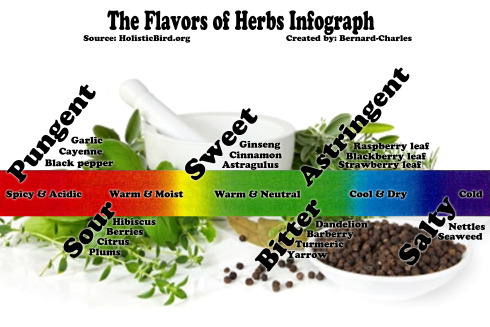 The Flavors of Herbs Infograph
Source: HolisticBird.org Created by: Bernard-Charles
Pungent
Garlic
Cayenne
Black pepper
Sweet
Ginseng
Cinnamon
Astragulus
Astringent
Raspberry leaf
Blackberry leaf
Strawberry leaf
Spicy & Acidic Warm & Moist Warm & Neutral Cool & Dry Cold
Sour
Hibiscus
Berries
Citrus
Plums
Bitter
Dandelion
Barberry
Turmeric
Yarrow
Salty
Nettles
Seaweed